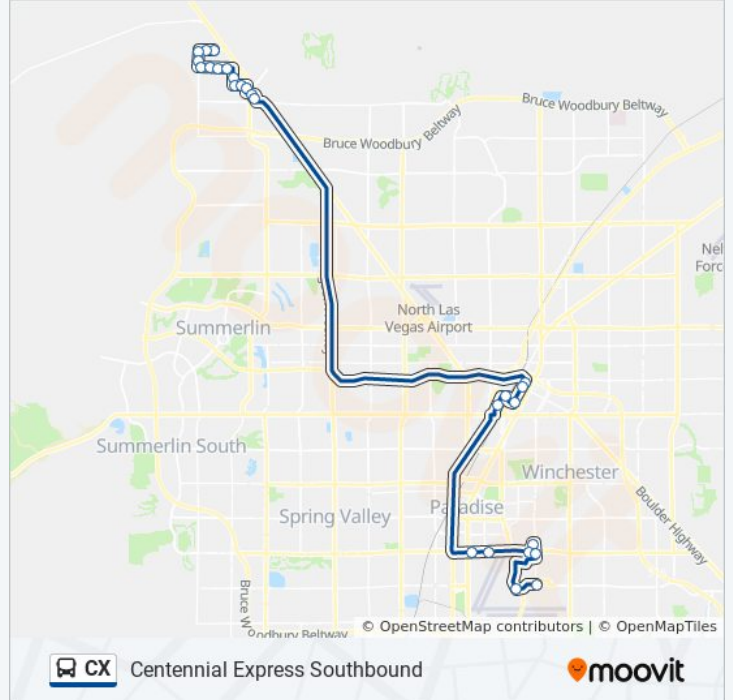 Bruce Woodbury Beltway
Bruce Woodbury Beltway
Nel
Forc
North Las
Vegas Airport
Summerlin
Summerlin South
Winchester
Paradise
Spring Valley
Boulder Highway
Bruce W
oodbury Beltway
© OpenStreetMap contributors | © OpenMapTiles
CX Centennial Express Southbound
moovit